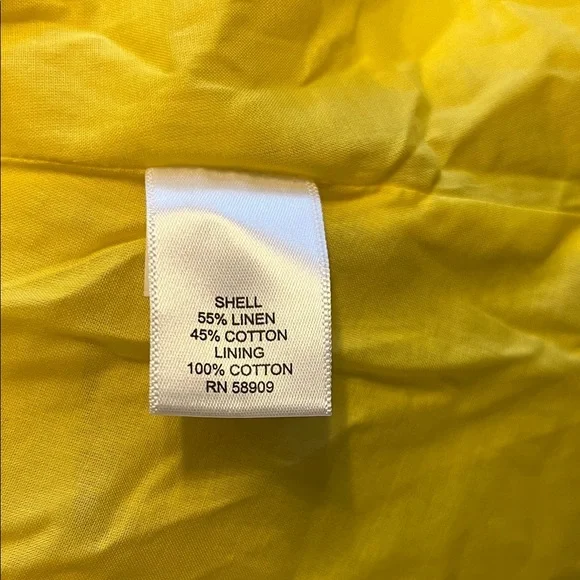 SHELL
55% LINEN
45% COTTON
LINING
100% COTTON
RN 58909